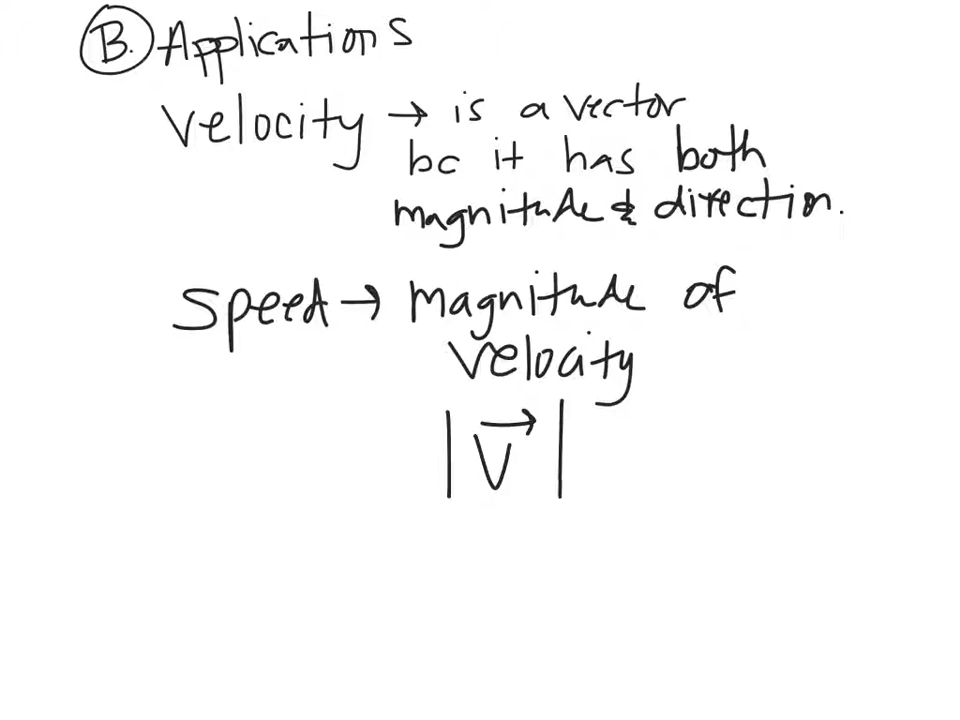 B. Applications
Velocity → is a vector
bc it has both
magnitude & direction.
Speed → magnitude of
velocity
|V⃗|